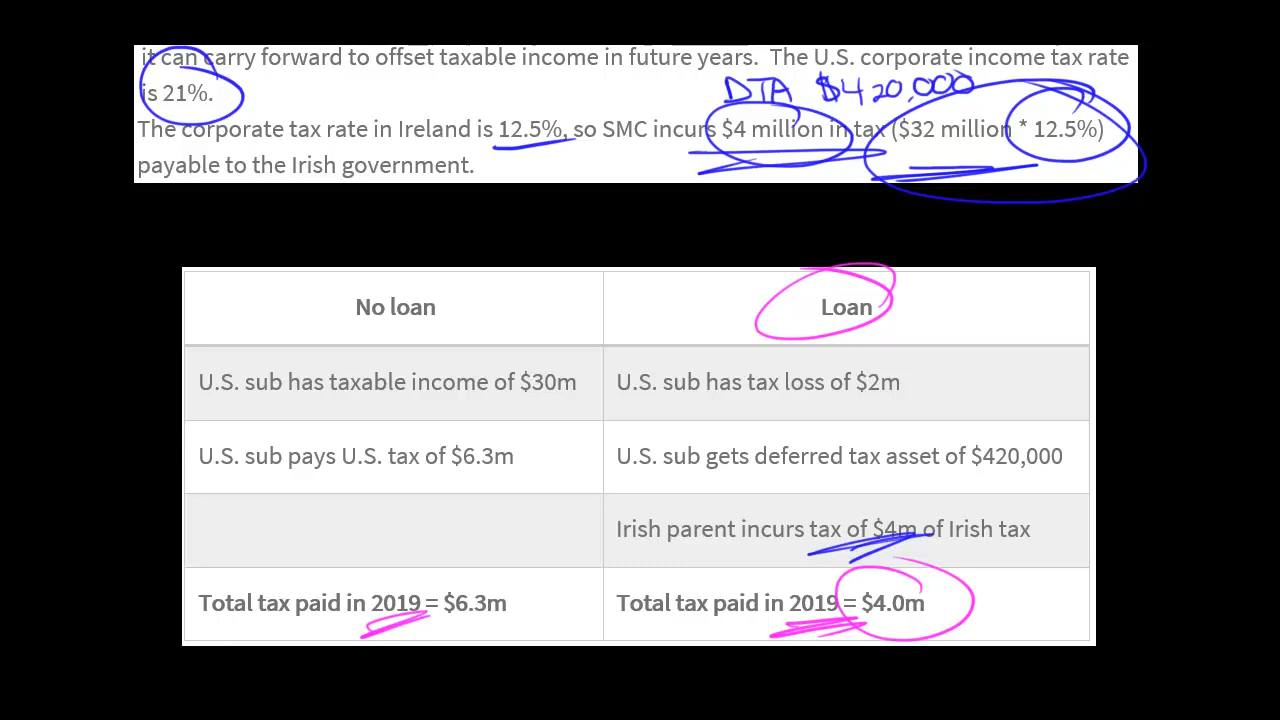 it can carry forward to offset taxable income in future years. The U.S. corporate income tax rate
is 21%.
DTA $420,000
The corporate tax rate in Ireland is 12.5%, so SMC incurs $4 million in tax ($32 million * 12.5%)
payable to the Irish government.
No loan
Loan
U.S. sub has taxable income of $30m
U.S. sub has tax loss of $2m
U.S. sub pays U.S. tax of $6.3m
U.S. sub gets deferred tax asset of $420,000
Irish parent incurs tax of $4m of Irish tax
Total tax paid in 2019 = $6.3m
Total tax paid in 2019 = $4.0m